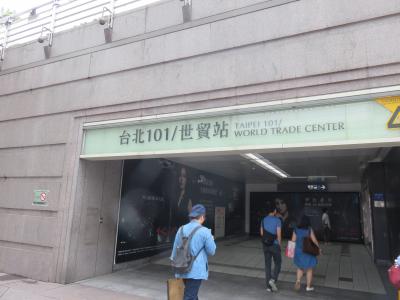 台北101/世貿站
TAIPEI 101/
WORLD TRADE CENTER